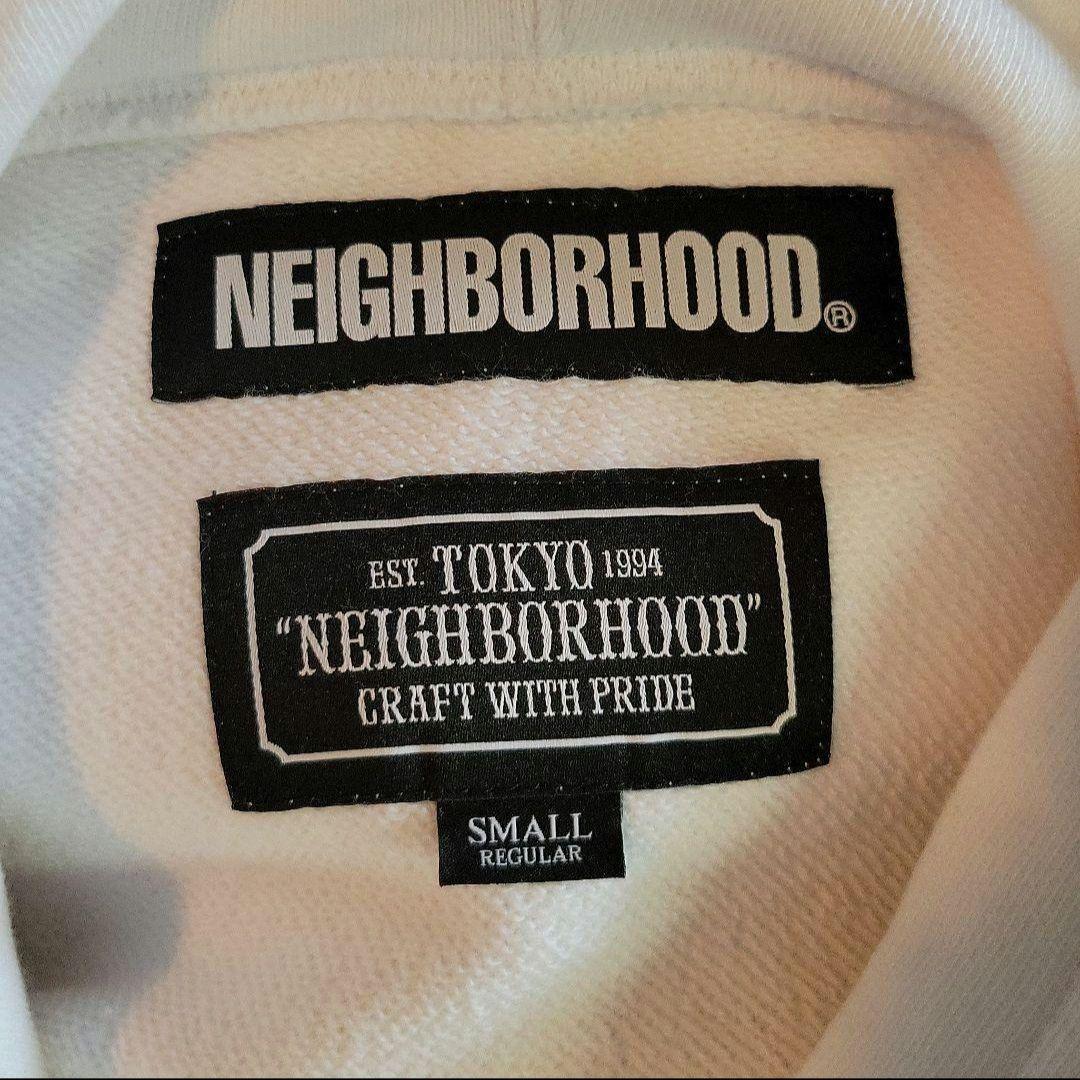 NEIGHBORHOOD®
EST. TOKYO 1994
“NEIGHBORHOOD”
CRAFT WITH PRIDE
SMALL
REGULAR